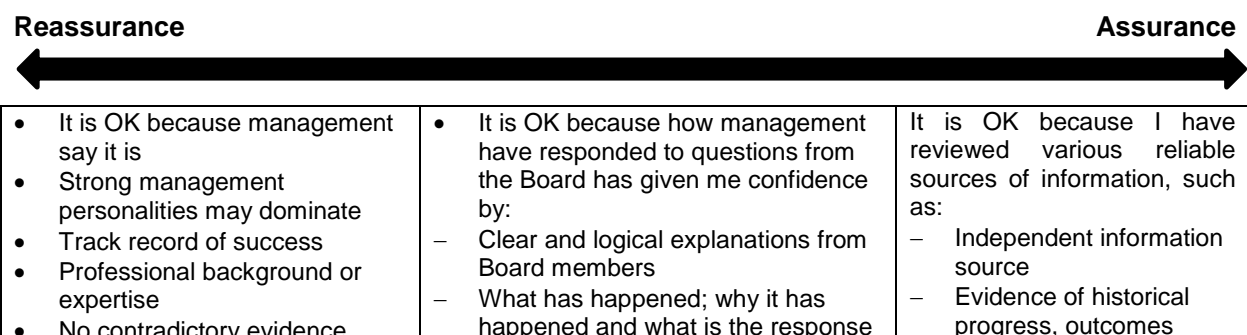 Reassurance Assurance
• It is OK because management
say it is
• Strong management
personalities may dominate
• Track record of success
• Professional background or
expertise
• No contradictory evidence
• It is OK because how management
have responded to questions from
the Board has given me confidence
by:
− Clear and logical explanations from
Board members
− What has happened; why it has
happened and what is the response
It is OK because I have
reviewed various reliable
sources of information, such
as:
− Independent information
source
− Evidence of historical
progress, outcomes